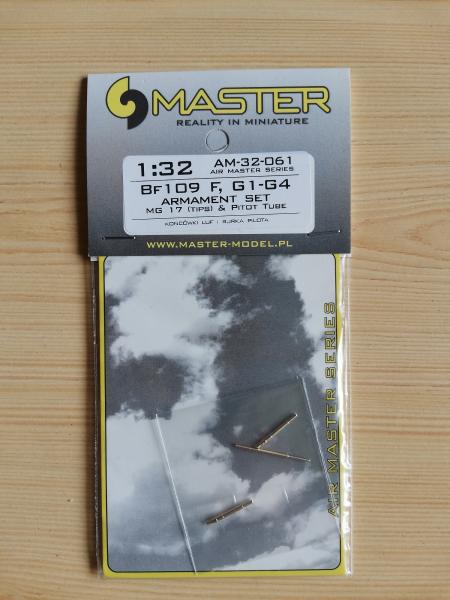 MASTER
REALITY IN MINIATURE
1:32 AM-32-061
AIR MASTER SERIES
BF109 F, G1-G4
ARMAMENT SET
MG 17 (TIPS) & PITOT TUBE
KOŃCÓWKI LUF I RURKA PILOTA
WWW.MASTER-MODEL.PL
AIR MASTER SERIES